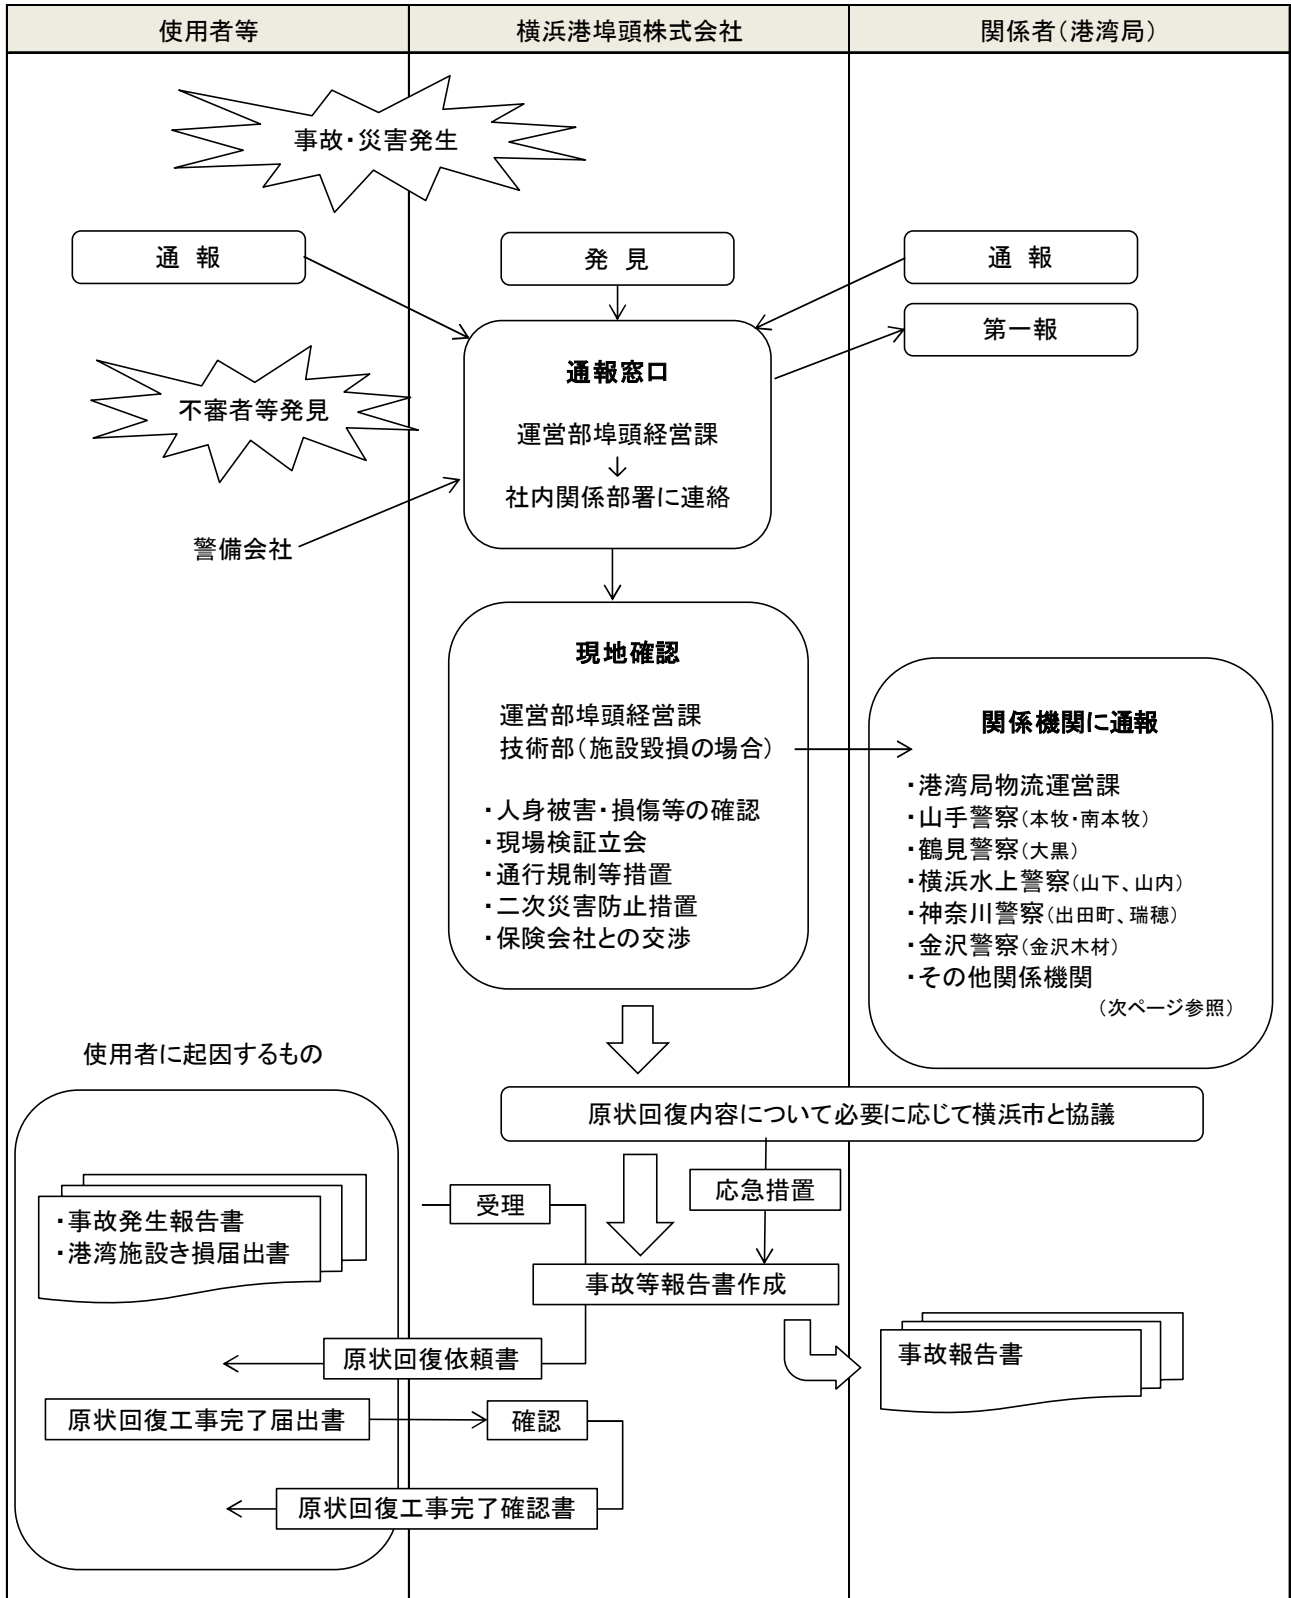 使用者等
横浜港埠頭株式会社
関係者(港湾局)
事故・災害発生
通 報
発 見
通 報
第一報
通報窓口
運営部埠頭経営課
↓
社内関係部署に連絡
不審者等発見
警備会社
現地確認
運営部埠頭経営課
技術部(施設毀損の場合)
・人身被害・損傷等の確認
・現場検証立会
・通行規制等措置
・二次災害防止措置
・保険会社との交渉
関係機関に通報
・港湾局物流運営課
・山手警察(本牧・南本牧)
・鶴見警察(大黒)
・横浜水上警察(山下、山内)
・神奈川警察(出田町、瑞穂)
・金沢警察(金沢木材)
・その他関係機関
(次ページ参照)
使用者に起因するもの
原状回復内容について必要に応じて横浜市と協議
受理
応急措置
・事故発生報告書
・港湾施設き損届出書
事故等報告書作成
原状回復依頼書
事故報告書
原状回復工事完了届出書
確認
原状回復工事完了確認書